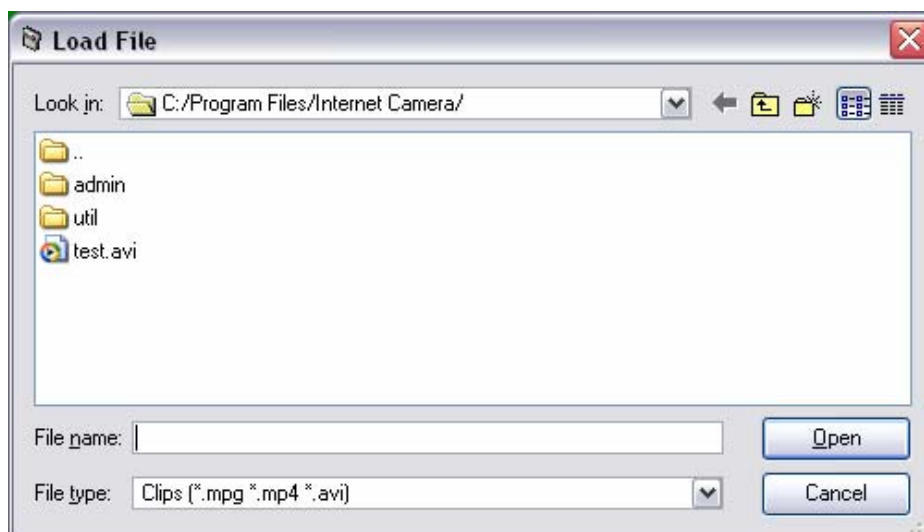 Load File
Look in: C:/Program Files/Internet Camera/
..
admin
util
test.avi
File name: Open
File type: Clips (*.mpg *.mp4 *.avi) Cancel